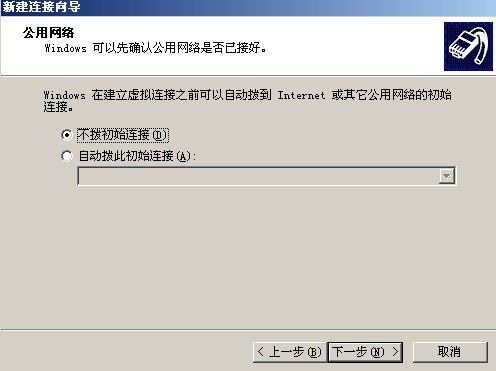 新建连接向导
公用网络
Windows 可以先确认公用网络是否已接好。
Windows 在建立虚拟连接之前可以自动拨到 Internet 或其它公用网络的初始
连接。
不拨初始连接(D)
自动拨此初始连接(A):
< 上一步(B) 下一步(N) > 取消